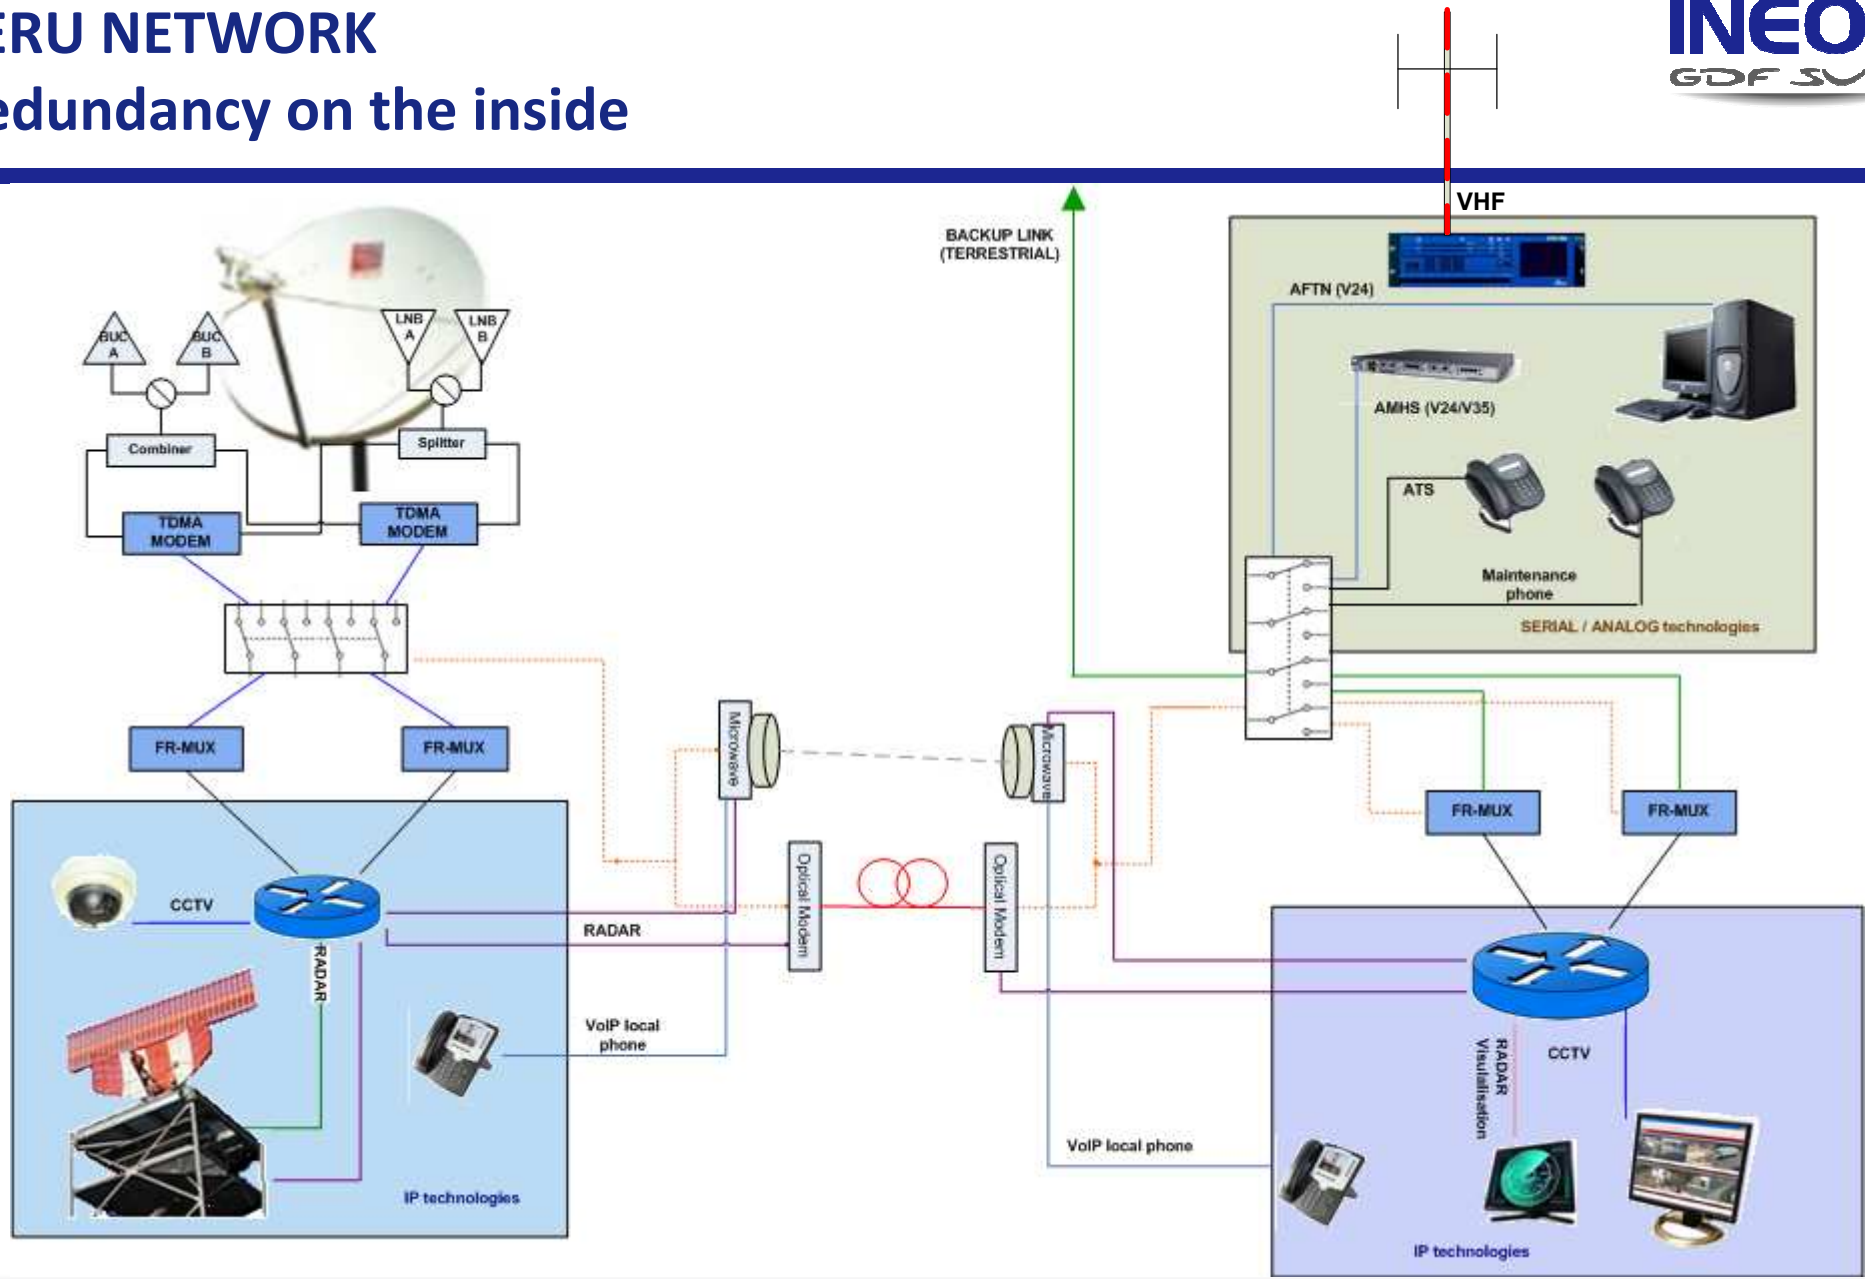 ERU NETWORK
edundancy on the inside
INEO
GDF SU
VHF
BACKUP LINK
(TERRESTRIAL)
AFTN (V24)
AMHS (V24/V35)
ATS
Maintenance
phone
SERIAL / ANALOG technologies
BUC
A
BUC
B
LNB
A
LNB
B
Combiner
Splitter
TDMA
MODEM
TDMA
MODEM
FR-MUX
FR-MUX
Microwave
Microwave
Optical Modem
Optical Modem
FR-MUX
FR-MUX
CCTV
RADAR
RADAR
VoIP local
phone
IP technologies
VoIP local phone
RADAR
Visulalisation
CCTV
IP technologies